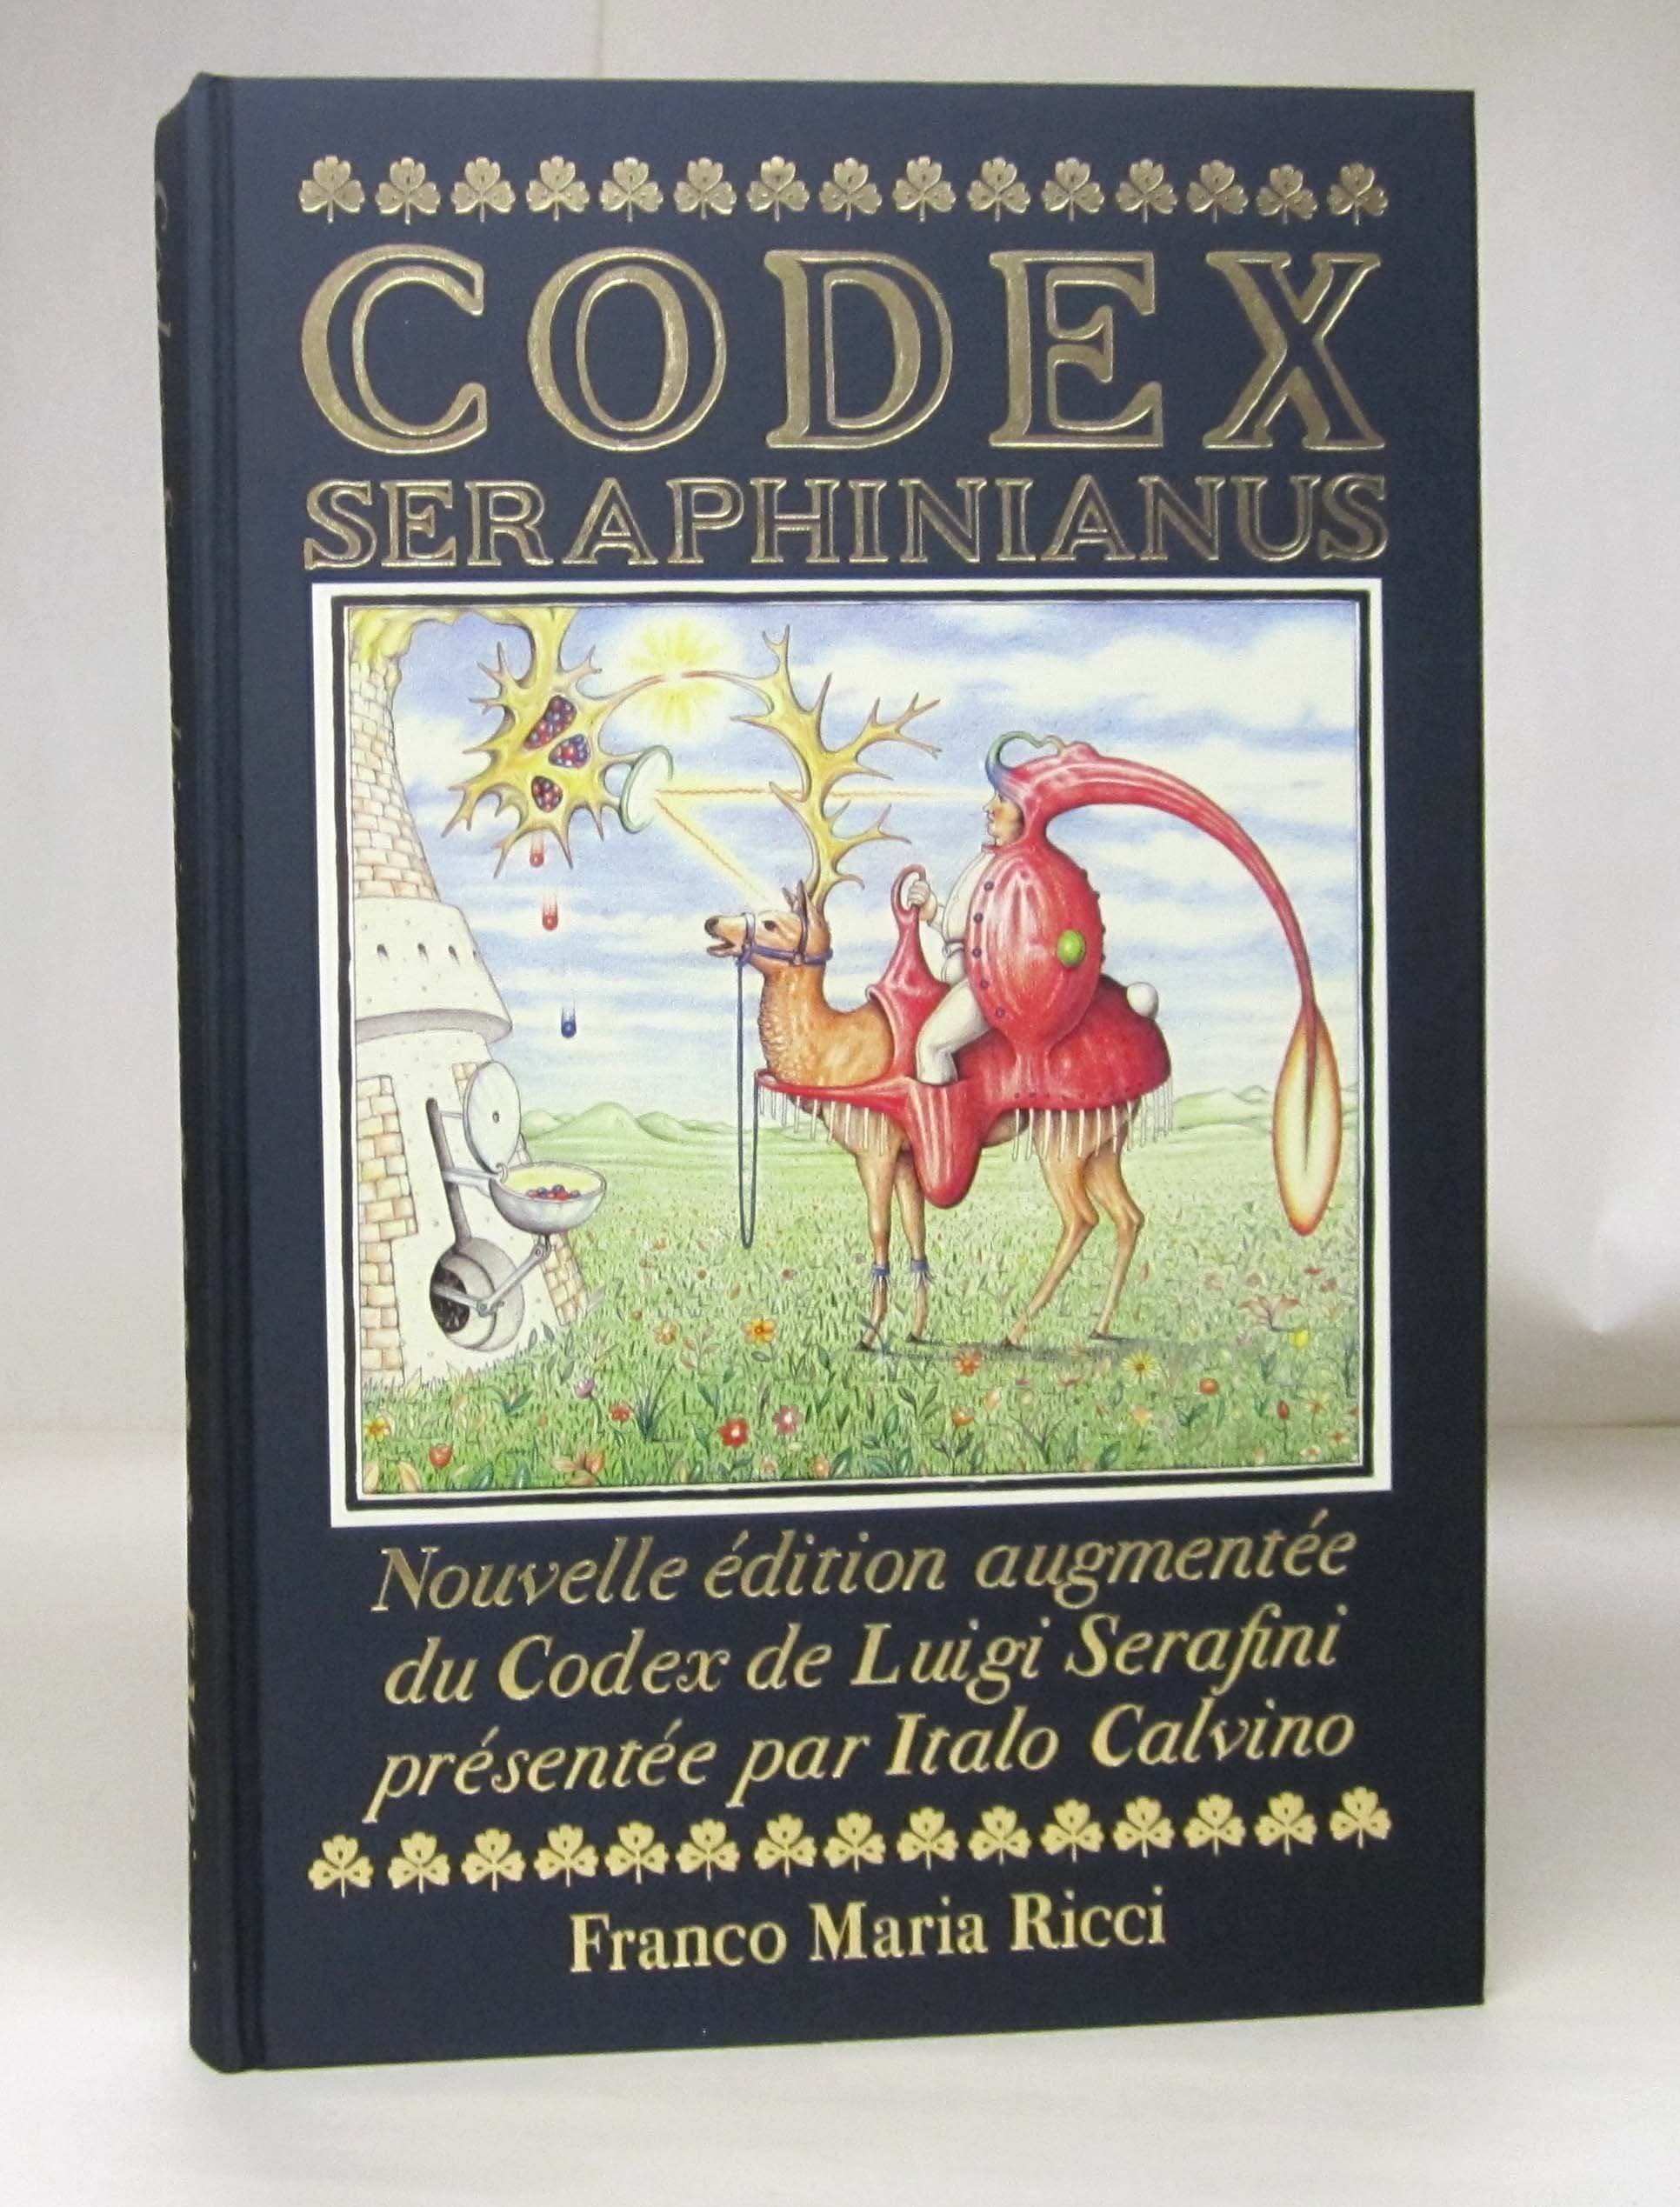 CODEX
SERAPHINIANUS
Nouvelle édition augmentée
du Codex de Luigi Serafini
présentée par Italo Calvino
Franco Maria Ricci